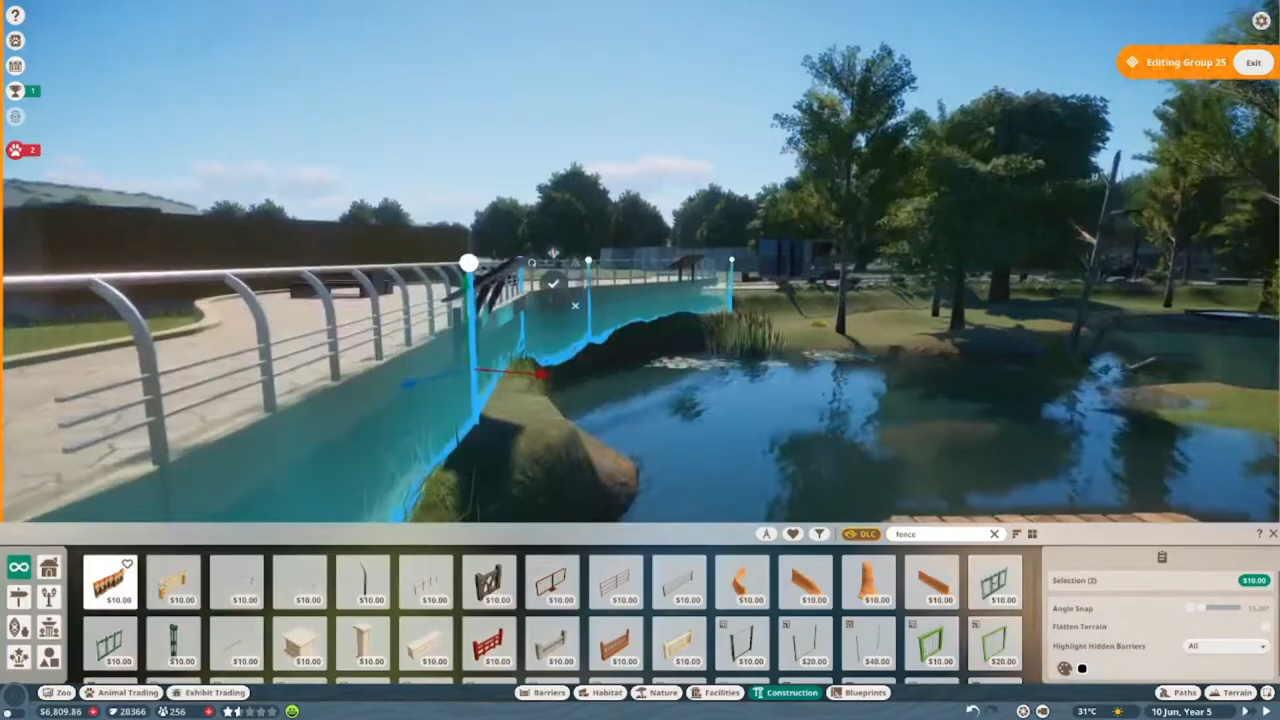 ?
1
2
Editing Group 25 Exit
DLC fence ? X
$10.00 $10.00 $10.00 $10.00 $10.00 $10.00 $10.00 $10.00 $10.00 $10.00 $10.00 $10.00 $10.00 $10.00 $10.00
$10.00 $10.00 $10.00 $10.00 $10.00 $10.00 $10.00 $10.00 $10.00 $10.00 $10.00 $20.00 $40.00 $10.00 $20.00
Selection (2) $10.00
Angle Snap 15.00°
Flatten Terrain
Highlight Hidden Barriers All
Zoo Animal Trading Exhibit Trading Barriers Habitat Nature Facilities Construction Blueprints Paths Terrain
$6,809.86 20366 256 31°C 10 Jun, Year 5